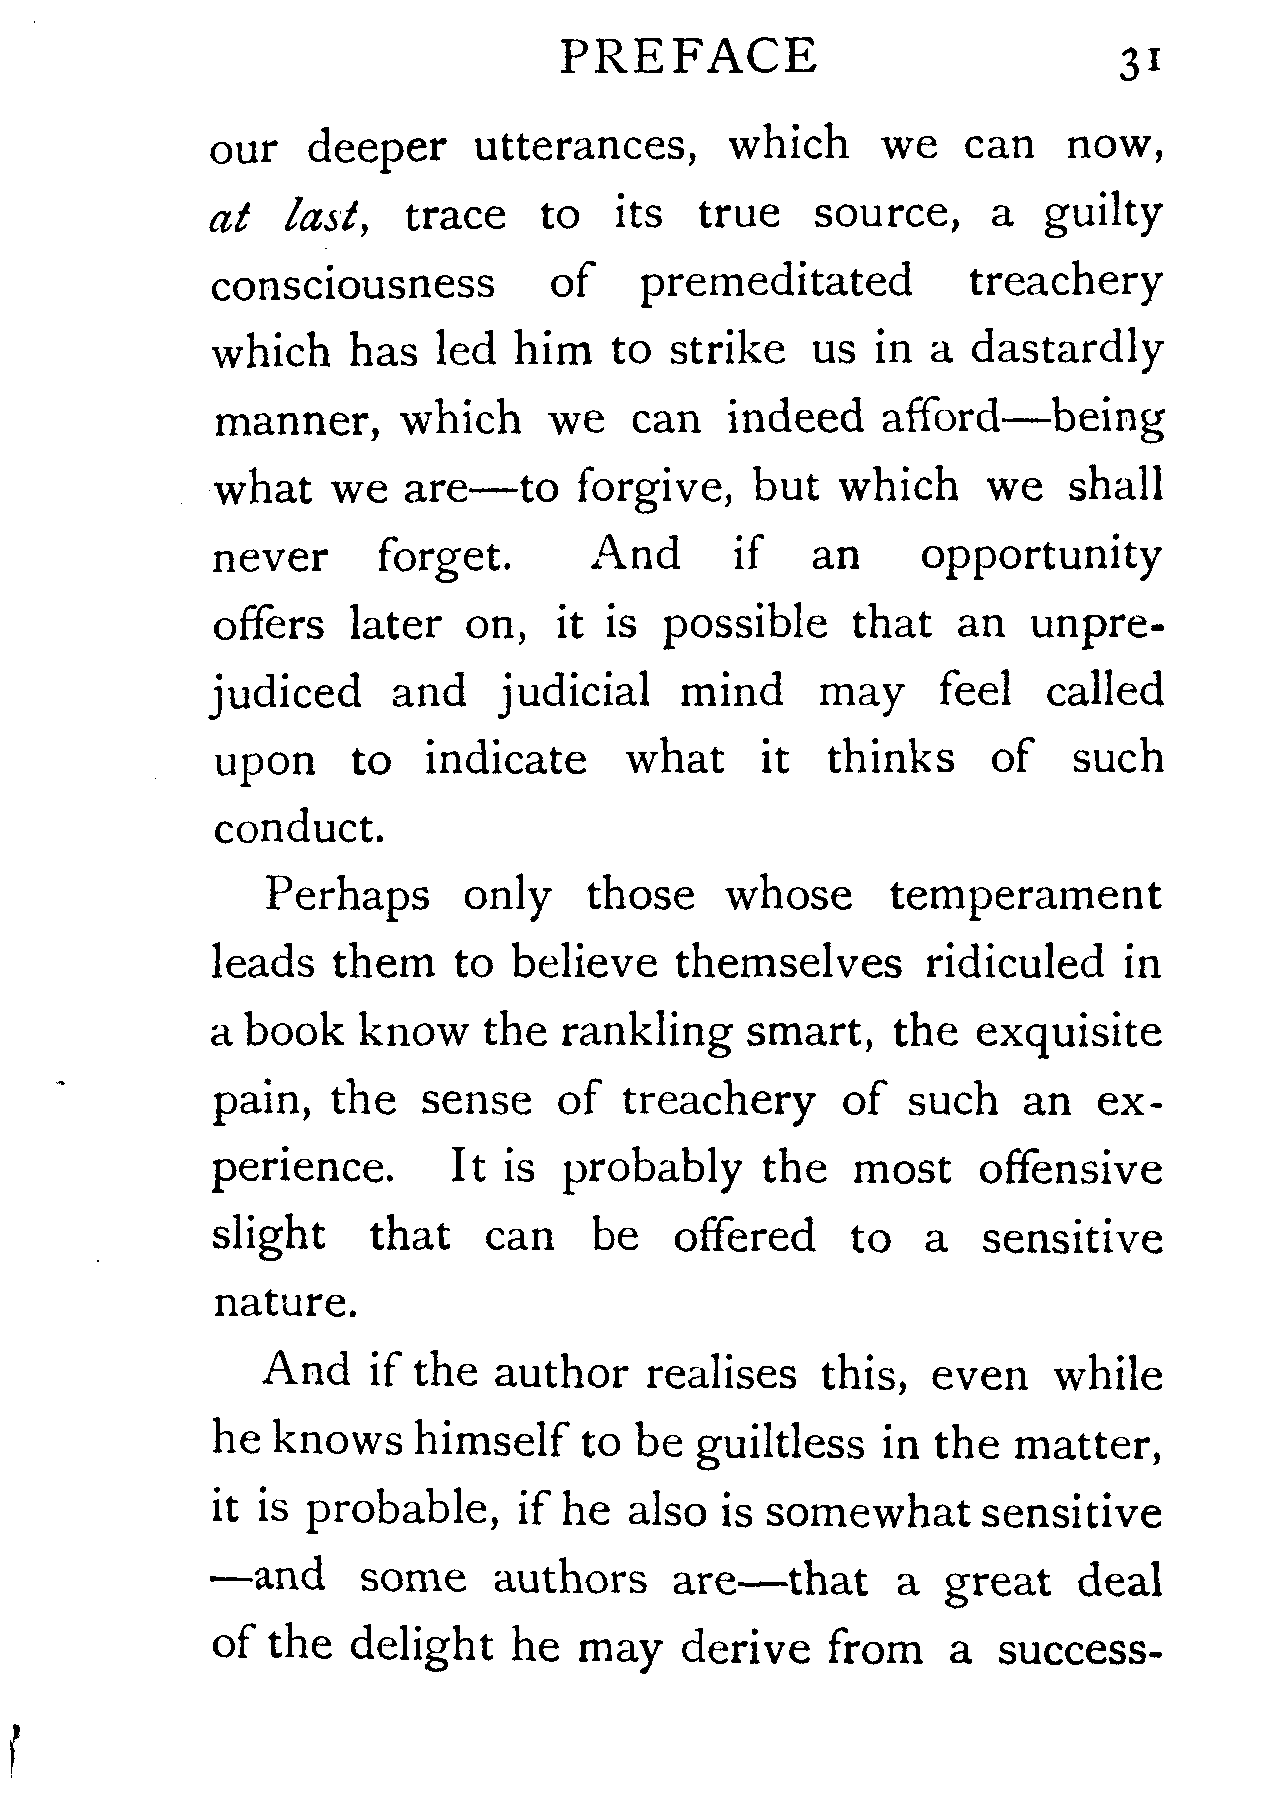 PREFACE 31
our deeper utterances, which we can now,
at last, trace to its true source, a guilty
consciousness of premeditated treachery
which has led him to strike us in a dastardly
manner, which we can indeed afford—being
what we are—to forgive, but which we shall
never forget. And if an opportunity
offers later on, it is possible that an unpre-
judiced and judicial mind may feel called
upon to indicate what it thinks of such
conduct.
Perhaps only those whose temperament
leads them to believe themselves ridiculed in
a book know the rankling smart, the exquisite
pain, the sense of treachery of such an ex-
perience. It is probably the most offensive
slight that can be offered to a sensitive
nature.
And if the author realises this, even while
he knows himself to be guiltless in the matter,
it is probable, if he also is somewhat sensitive
—and some authors are—that a great deal
of the delight he may derive from a success-